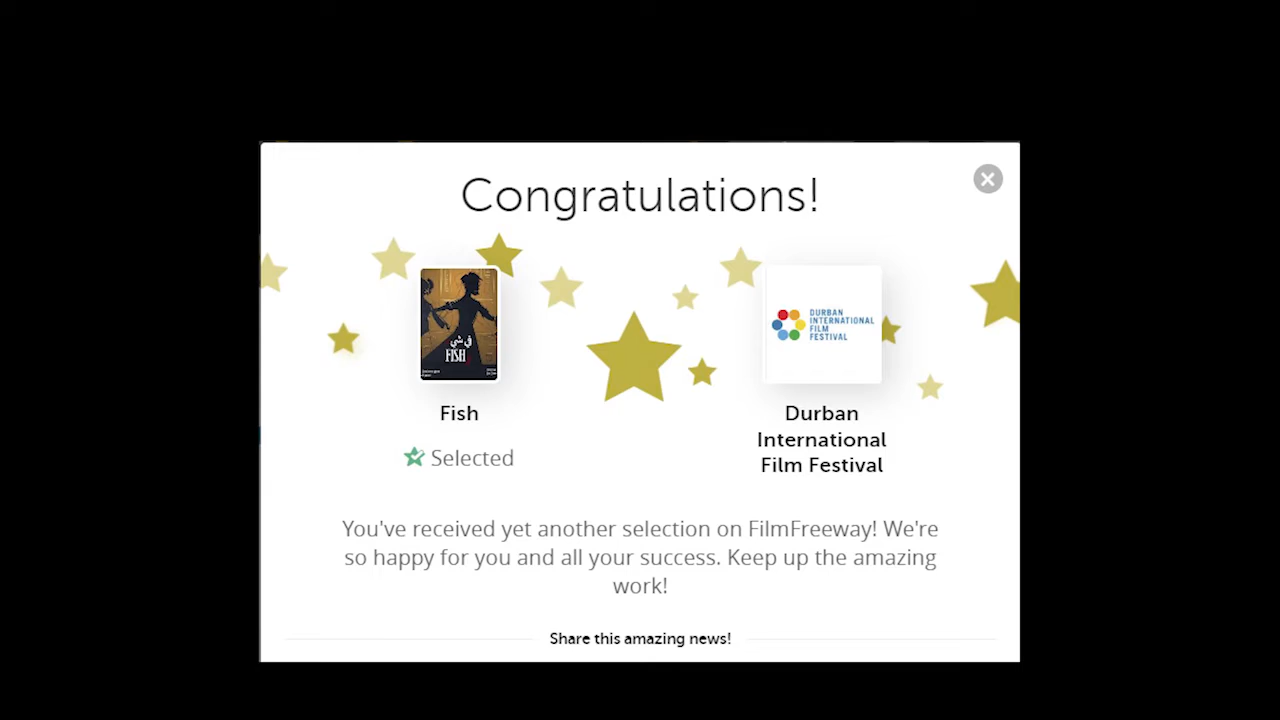 Congratulations!
في شي
FISH
DURBAN
INTERNATIONAL
FILM
FESTIVAL
Fish
Selected
Durban
International
Film Festival
You've received yet another selection on FilmFreeway! We're
so happy for you and all your success. Keep up the amazing
work!
Share this amazing news!